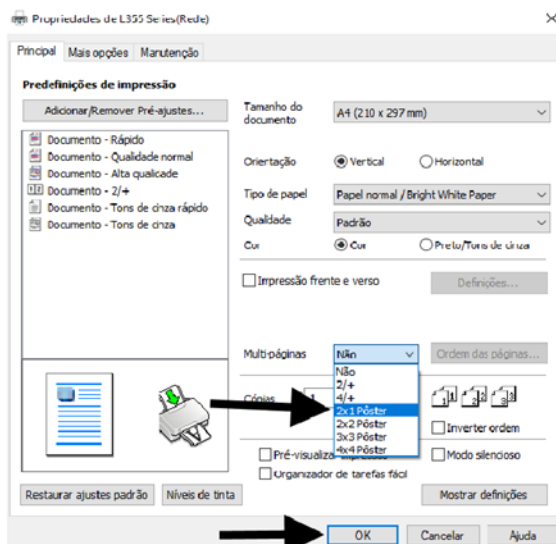 Propriedades de L355 Series(Rede)
Principal Mais opções Manutenção
Predefinições de impressão
Adicionar/Remover Pré-ajustes...
Documento - Rápido
Documento - Qualidade normal
Documento - Alta qualidade
Documento - 2/+
Documento - Tons de cinza rápido
Documento - Tons de cinza
Tamanho do documento A4 (210 x 297 mm)
Orientação Vertical Horizontal
Tipo de papel Papel normal / Bright White Paper
Qualidade Padrão
Cor Cor Preto/Tons de cinza
Impressão frente e verso Definições...
Multi-páginas Não Ordem das páginas...
Não
2/+
4/+
2x1 Pôster
2x2 Pôster
3x3 Pôster
4x4 Pôster
Cópias 1
Inverter ordem
Modo silencioso
Organizador de tarefas fácil
Restaurar ajustes padrão Níveis de tinta Mostrar definições
OK Cancelar Ajuda